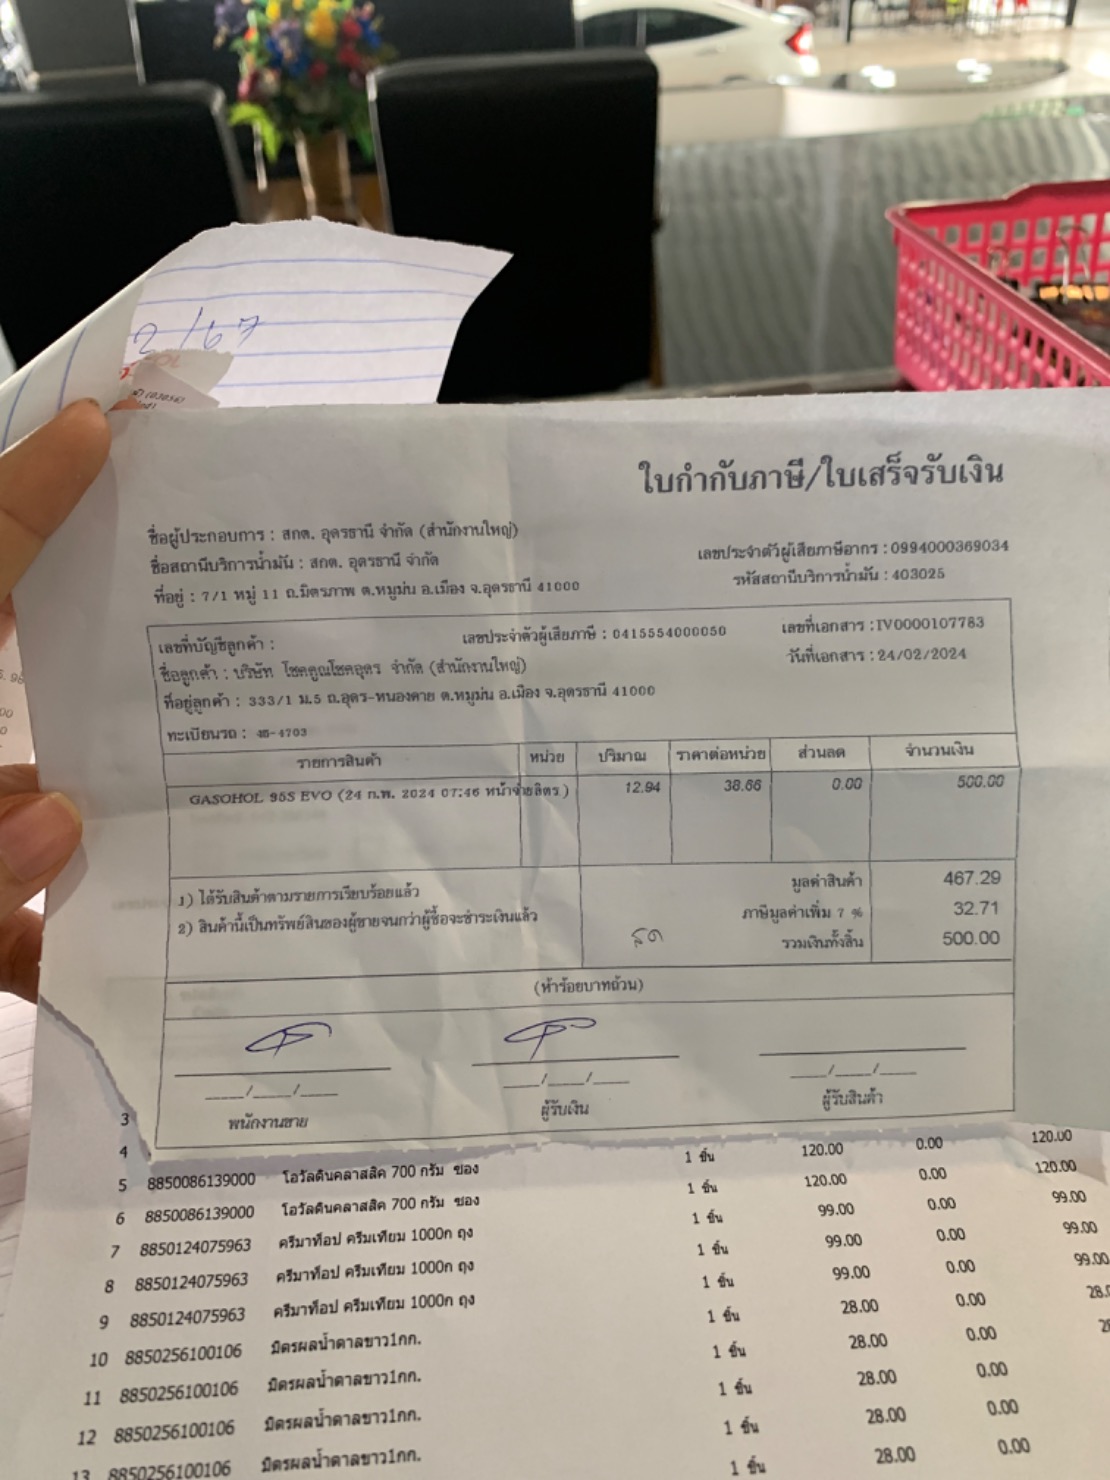 2/67
ใบกำกับภาษี/ใบเสร็จรับเงิน
ชื่อผู้ประกอบการ : สกต. อุดรธานี จำกัด (สำนักงานใหญ่)
ชื่อสถานีบริการน้ำมัน : สกต. อุดรธานี จำกัด
เลขประจำตัวผู้เสียภาษีอากร : 0994000369034
ที่อยู่ : 7/1 หมู่ 11 ถ.มิตรภาพ ต.หมูม่น อ.เมือง จ.อุดรธานี 41000
รหัสสถานีบริการน้ำมัน : 403025
เลขที่บัญชีลูกค้า : เลขประจำตัวผู้เสียภาษี : 0415554000050 เลขที่เอกสาร : IV0000107783
ชื่อลูกค้า : บริษัท โชคคูณโชคอุดร จำกัด (สำนักงานใหญ่) วันที่เอกสาร : 24/02/2024
ที่อยู่ลูกค้า : 333/1 ม.5 ถ.อุดร-หนองคาย ต.หมูม่น อ.เมือง จ.อุดรธานี 41000
ทะเบียนรถ :
รายการสินค้า หน่วย ปริมาณ ราคาต่อหน่วย ส่วนลด จำนวนเงิน
GASOHOL 95S EVO (24 ก.พ. 2024 07:46 หน้าจ่ายลิตร ) 12.94 38.66 0.00 500.00
1) ได้รับสินค้าตามรายการเรียบร้อยแล้ว มูลค่าสินค้า 467.29
2) สินค้านี้เป็นทรัพย์สินของผู้ขายจนกว่าผู้ซื้อจะชำระเงินแล้ว ภาษีมูลค่าเพิ่ม 7 % 32.71
สด รวมเงินทั้งสิ้น 500.00
(ห้าร้อยบาทถ้วน)
พนักงานขาย ผู้รับเงิน ผู้รับสินค้า
3
4 1 ชิ้น 120.00 0.00 120.00
5 8850086139000 โอวัลตินคลาสสิค 700 กรัม ซอง 1 ชิ้น 120.00 0.00 120.00
6 8850086139000 โอวัลตินคลาสสิค 700 กรัม ซอง 1 ชิ้น 99.00 0.00 99.00
7 8850124075963 ครีมาท็อป ครีมเทียม 1000ก ถุง 1 ชิ้น 99.00 0.00 99.00
8 8850124075963 ครีมาท็อป ครีมเทียม 1000ก ถุง 1 ชิ้น 99.00 0.00 99.00
9 8850124075963 ครีมาท็อป ครีมเทียม 1000ก ถุง 1 ชิ้น 28.00 0.00
10 8850256100106 มิตรผลน้ำตาลขาว1กก. 1 ชิ้น 28.00 0.00
11 8850256100106 มิตรผลน้ำตาลขาว1กก. 1 ชิ้น 28.00 0.00
12 8850256100106 มิตรผลน้ำตาลขาว1กก. 1 ชิ้น 28.00 0.00
13 8850256100106 มิตรผลน้ำตาลขาว1กก. 1 ชิ้น 28.00 0.00